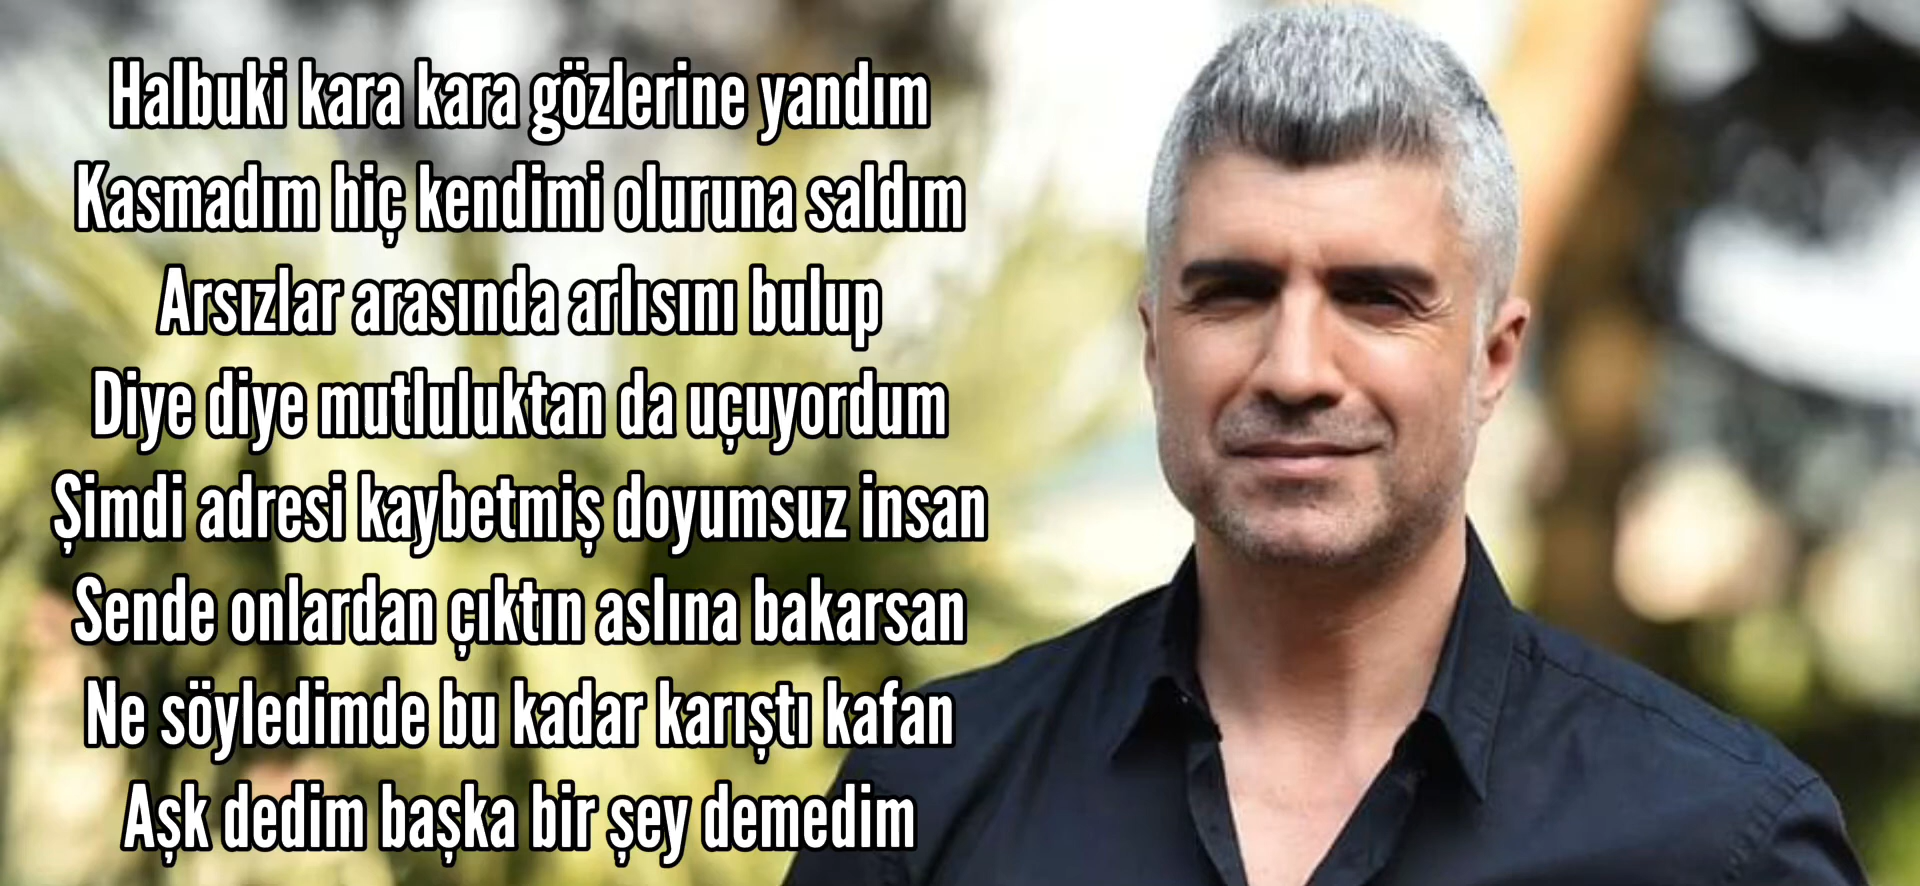 Halbuki kara kara gözlerine yandım
Kasmadım hiç kendimi oluruna saldım
Arsızlar arasında arlısını bulup
Diye diye mutluluktan da uçuyordum
Şimdi adresi kaybetmiş doyumsuz insan
Sende onlardan çıktın aslına bakarsan
Ne söyledimde bu kadar karıştı kafan
Aşk dedim başka bir şey demedim